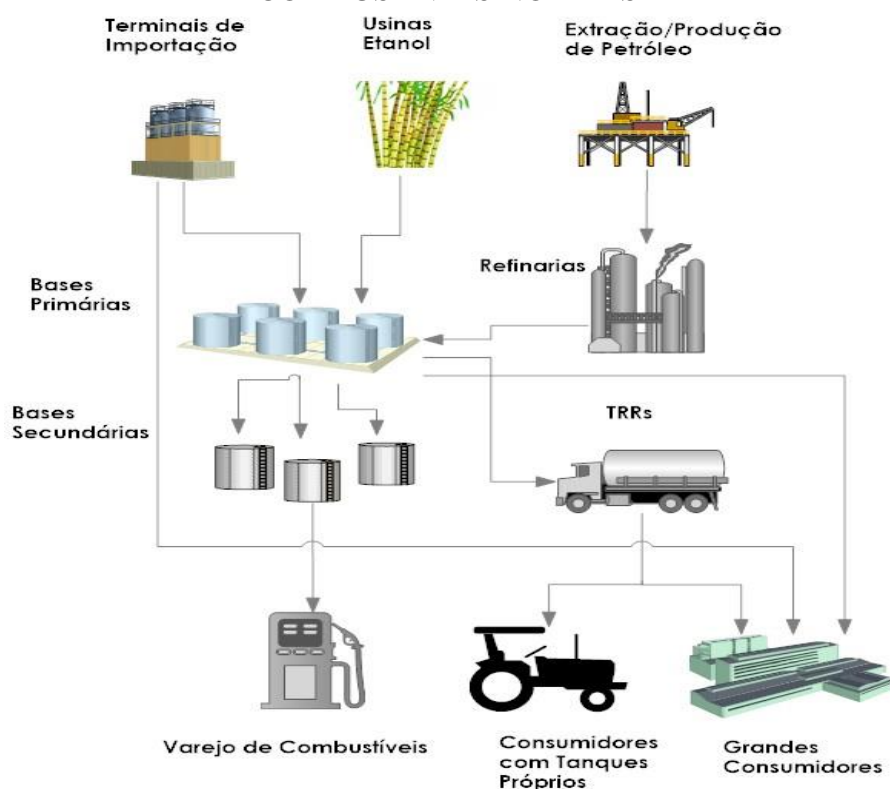 Terminais de
Importação
Usinas
Etanol
Extração/Produção
de Petróleo
Refinarias
Bases
Primárias
Bases
Secundárias
TRRs
Varejo de Combustíveis
Consumidores
com Tanques
Próprios
Grandes
Consumidores